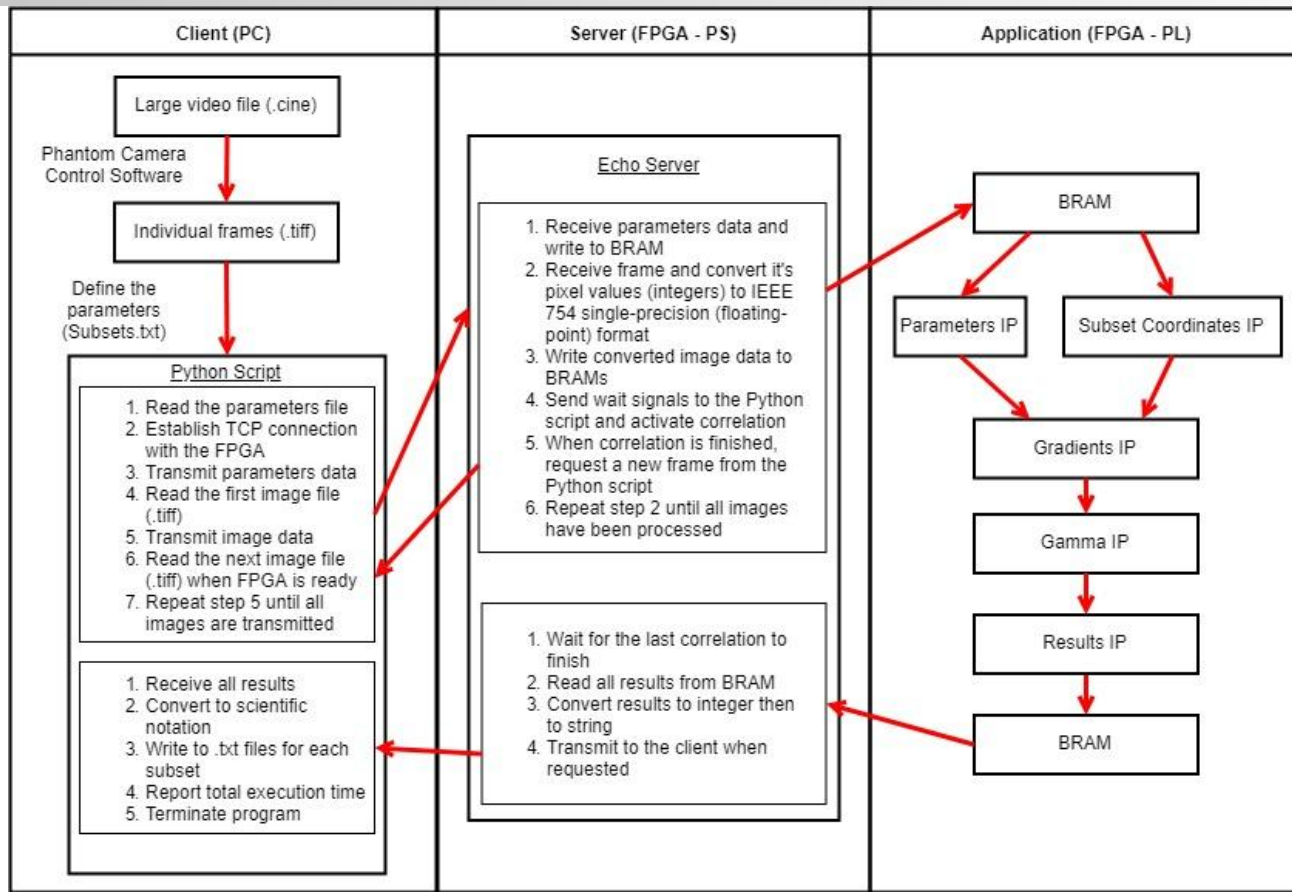 Client (PC)
Server (FPGA - PS)
Application (FPGA - PL)
Large video file (.cine)
Phantom Camera
Control Software
Individual frames (.tiff)
Define the
parameters
(Subsets.txt)
Python Script
1. Read the parameters file
2. Establish TCP connection
with the FPGA
3. Transmit parameters data
4. Read the first image file
(.tiff)
5. Transmit image data
6. Read the next image file
(.tiff) when FPGA is ready
7. Repeat step 5 until all
images are transmitted
1. Receive all results
2. Convert to scientific
notation
3. Write to .txt files for each
subset
4. Report total execution time
5. Terminate program
Echo Server
1. Receive parameters data and
write to BRAM
2. Receive frame and convert it's
pixel values (integers) to IEEE
754 single-precision (floating-
point) format
3. Write converted image data to
BRAMs
4. Send wait signals to the Python
script and activate correlation
5. When correlation is finished,
request a new frame from the
Python script
6. Repeat step 2 until all images
have been processed
1. Wait for the last correlation to
finish
2. Read all results from BRAM
3. Convert results to integer then
to string
4. Transmit to the client when
requested
BRAM
Parameters IP
Subset Coordinates IP
Gradients IP
Gamma IP
Results IP
BRAM